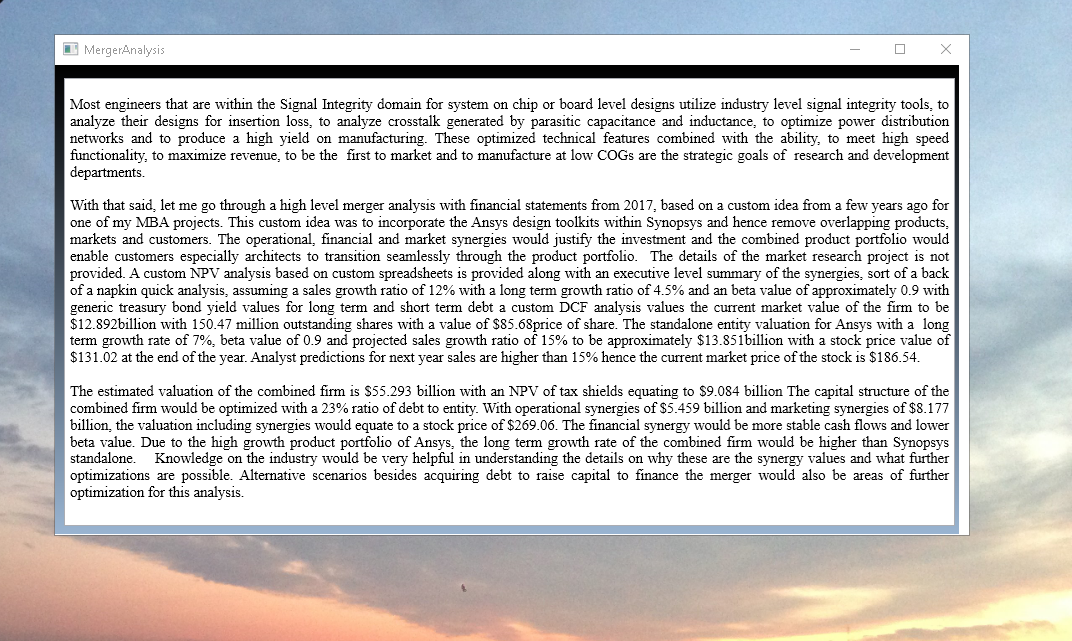 MergerAnalysis
Most engineers that are within the Signal Integrity domain for system on chip or board level designs utilize industry level signal integrity tools, to
analyze their designs for insertion loss, to analyze crosstalk generated by parasitic capacitance and inductance, to optimize power distribution
networks and to produce a high yield on manufacturing. These optimized technical features combined with the ability, to meet high speed
functionality, to maximize revenue, to be the first to market and to manufacture at low COGs are the strategic goals of research and development
departments.
With that said, let me go through a high level merger analysis with financial statements from 2017, based on a custom idea from a few years ago for
one of my MBA projects. This custom idea was to incorporate the Ansys design toolkits within Synopsys and hence remove overlapping products,
markets and customers. The operational, financial and market synergies would justify the investment and the combined product portfolio would
enable customers especially architects to transition seamlessly through the product portfolio. The details of the market research project is not
provided. A custom NPV analysis based on custom spreadsheets is provided along with an executive level summary of the synergies, sort of a back
of a napkin quick analysis, assuming a sales growth ratio of 12% with a long term growth ratio of 4.5% and an beta value of approximately 0.9 with
generic treasury bond yield values for long term and short term debt a custom DCF analysis values the current market value of the firm to be
$12.892billion with 150.47 million outstanding shares with a value of $85.68price of share. The standalone entity valuation for Ansys with a long
term growth rate of 7%, beta value of 0.9 and projected sales growth ratio of 15% to be approximately $13.851billion with a stock price value of
$131.02 at the end of the year. Analyst predictions for next year sales are higher than 15% hence the current market price of the stock is $186.54.
The estimated valuation of the combined firm is $55.293 billion with an NPV of tax shields equating to $9.084 billion The capital structure of the
combined firm would be optimized with a 23% ratio of debt to entity. With operational synergies of $5.459 billion and marketing synergies of $8.177
billion, the valuation including synergies would equate to a stock price of $269.06. The financial synergy would be more stable cash flows and lower
beta value. Due to the high growth product portfolio of Ansys, the long term growth rate of the combined firm would be higher than Synopsys
standalone. Knowledge on the industry would be very helpful in understanding the details on why these are the synergy values and what further
optimizations are possible. Alternative scenarios besides acquiring debt to raise capital to finance the merger would also be areas of further
optimization for this analysis.